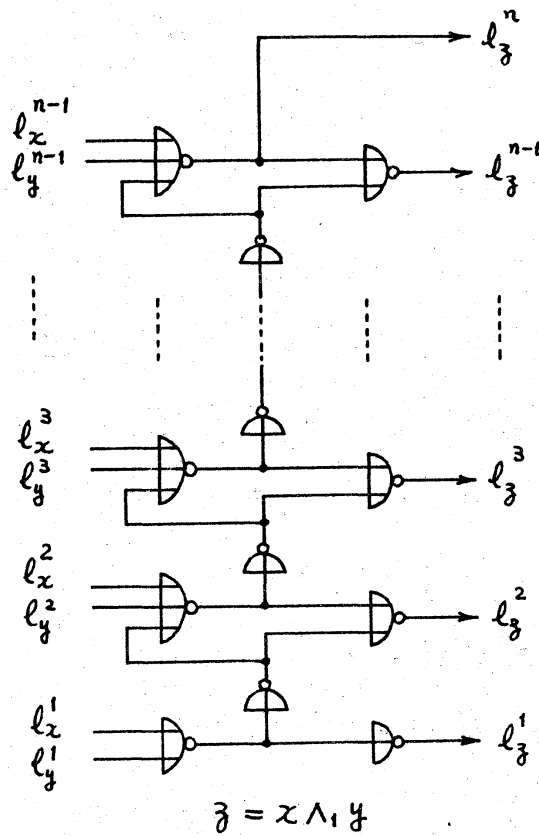 ℓ_z^n
ℓ_x^{n-1}
ℓ_y^{n-1}
ℓ_z^{n-1}
ℓ_x^3
ℓ_y^3
ℓ_z^3
ℓ_x^2
ℓ_y^2
ℓ_z^2
ℓ_x^1
ℓ_y^1
ℓ_z^1
z = x ∧₁ y